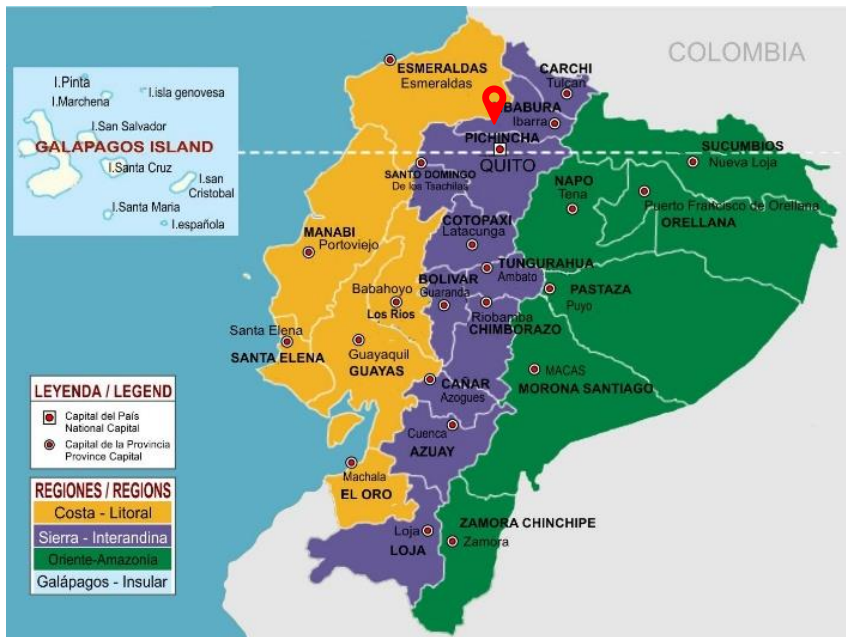 COLOMBIA
ESMERALDAS
Esmeraldas
CARCHI
Tulcan
BABURA
Ibarra
PICHINCHA
QUITO
I.Pinta
I.Marchena
I.isla genovesa
I.San Salvador
GALAPAGOS ISLAND
I.Santa Cruz
I.san
Cristobal
I.Santa Maria
I.española
SANTO DOMINGO
De los Tsachilas
SUCUMBIOS
Nueva Loja
NAPO
Tena
Puerto Francisco de Orellana
ORELLANA
COTOPAXI
Latacunga
MANABI
Portoviejo
TUNGURAHUA
Ambato
BOLIVAR
Guaranda
PASTAZA
Puyo
Babahoyo
Los Rios
Riobamba
CHIMBORAZO
Santa Elena
SANTA ELENA
Guayaquil
GUAYAS
MACAS
MORONA SANTIAGO
CAÑAR
Azogues
Cuenca
AZUAY
Machala
EL ORO
Loja
LOJA
ZAMORA CHINCHIPE
Zamora
LEYENDA / LEGEND
Capital del País
National Capital
Capital de la Provincia
Province Capital
REGIONES / REGIONS
Costa - Litoral
Sierra - Interandina
Oriente-Amazonía
Galápagos - Insular